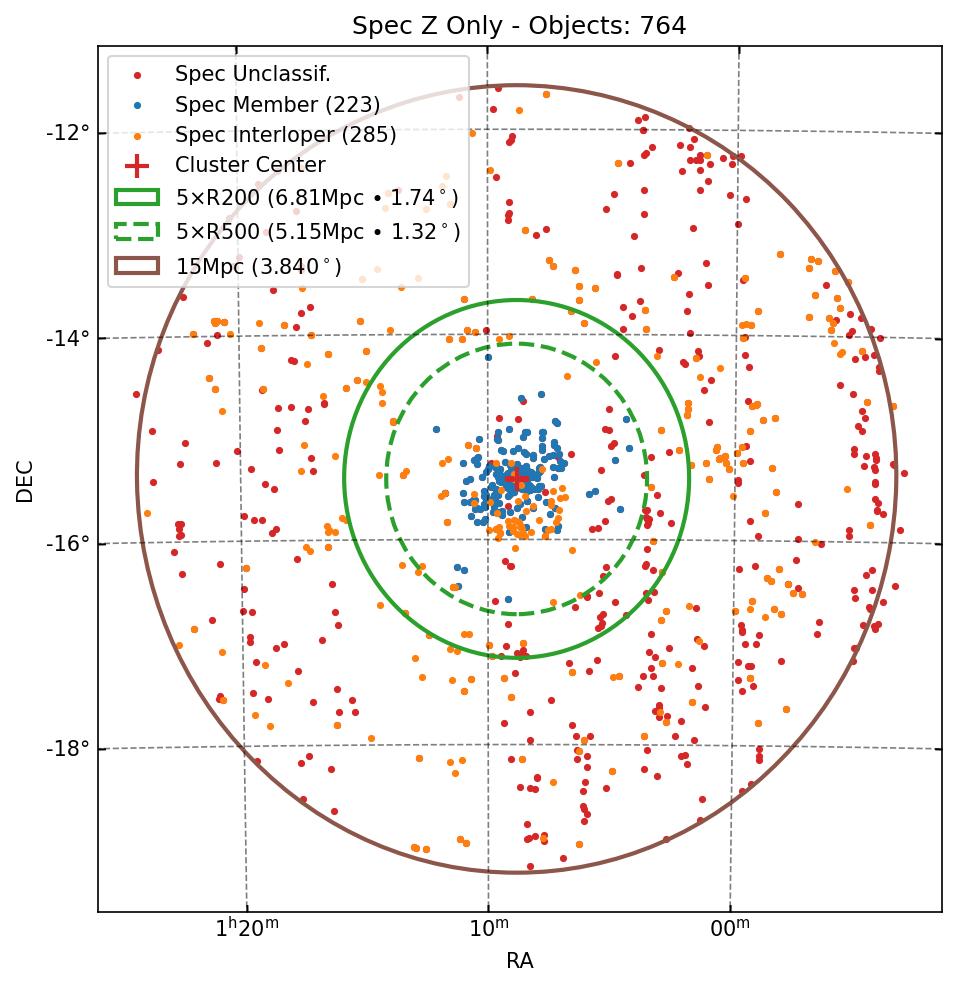 Spec Z Only - Objects: 764
Spec Unclassif.
Spec Member (223)
Spec Interloper (285)
Cluster Center
5×R200 (6.81Mpc • 1.74°)
5×R500 (5.15Mpc • 1.32°)
15Mpc (3.840°)
-12°
-14°
-16°
-18°
DEC
1ʰ20ᵐ 10ᵐ 00ᵐ
RA